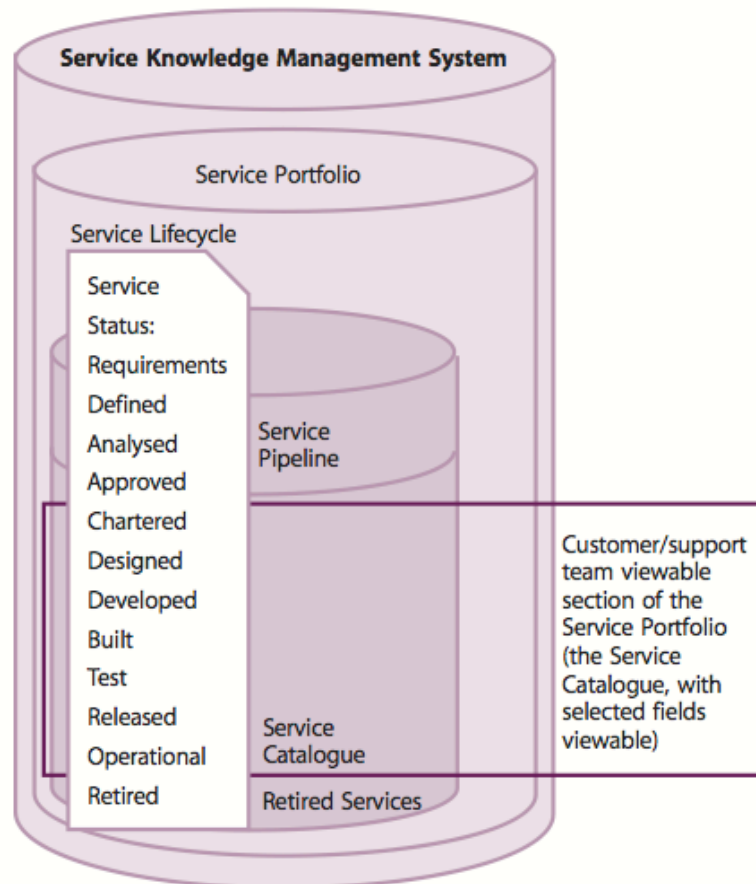 Service Knowledge Management System
Service Portfolio
Service Lifecycle
Service
Status:
Requirements
Defined
Analysed
Approved
Chartered
Designed
Developed
Built
Test
Released
Operational
Retired
Service
Pipeline
Service
Catalogue
Retired Services
Customer/support
team viewable
section of the
Service Portfolio
(the Service
Catalogue, with
selected fields
viewable)